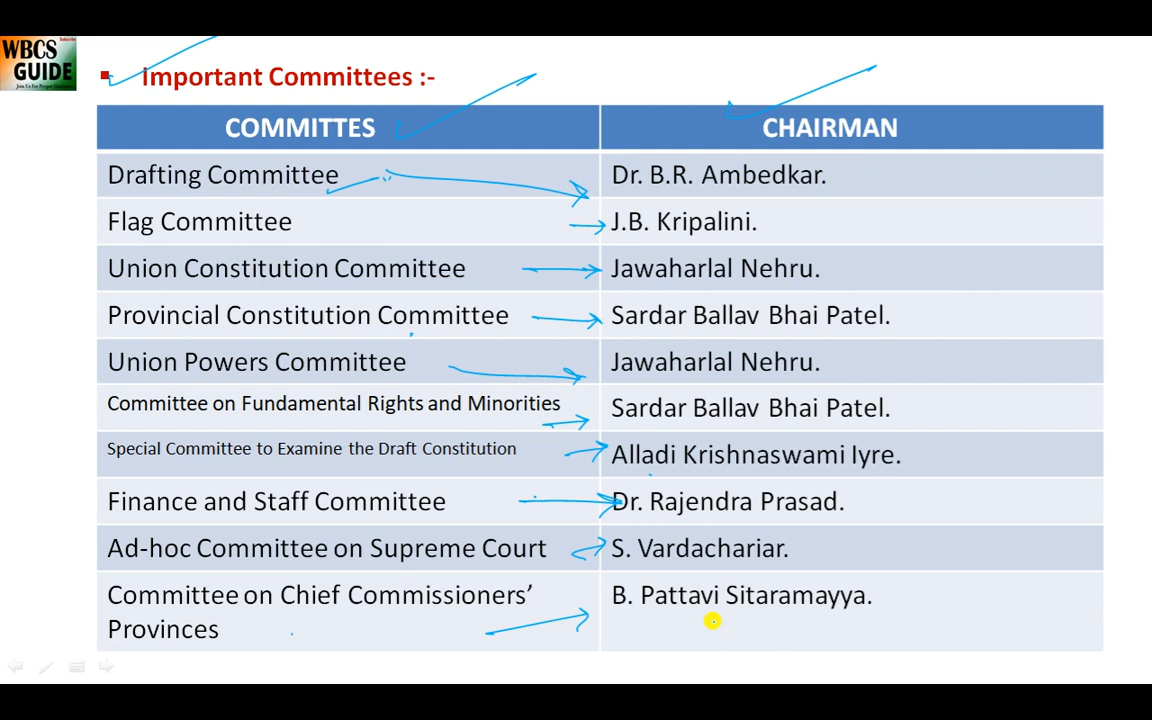 WBCS
GUIDE
Important Committees :-
COMMITTES CHAIRMAN
Drafting Committee Dr. B.R. Ambedkar.
Flag Committee J.B. Kripalini.
Union Constitution Committee Jawaharlal Nehru.
Provincial Constitution Committee Sardar Ballav Bhai Patel.
Union Powers Committee Jawaharlal Nehru.
Committee on Fundamental Rights and Minorities Sardar Ballav Bhai Patel.
Special Committee to Examine the Draft Constitution Alladi Krishnaswami Iyre.
Finance and Staff Committee Dr. Rajendra Prasad.
Ad-hoc Committee on Supreme Court S. Vardachariar.
Committee on Chief Commissioners’ B. Pattavi Sitaramayya.
Provinces